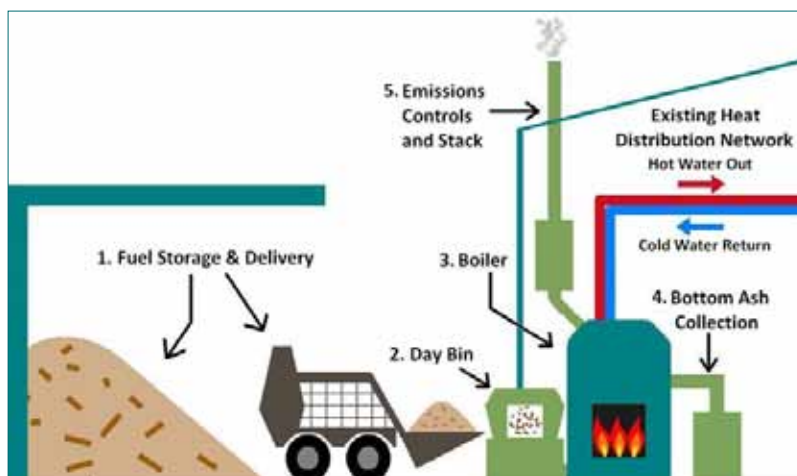 5. Emissions
Controls
and Stack
Existing Heat
Distribution Network
Hot Water Out
Cold Water Return
1. Fuel Storage & Delivery
3. Boiler
4. Bottom Ash
Collection
2. Day Bin